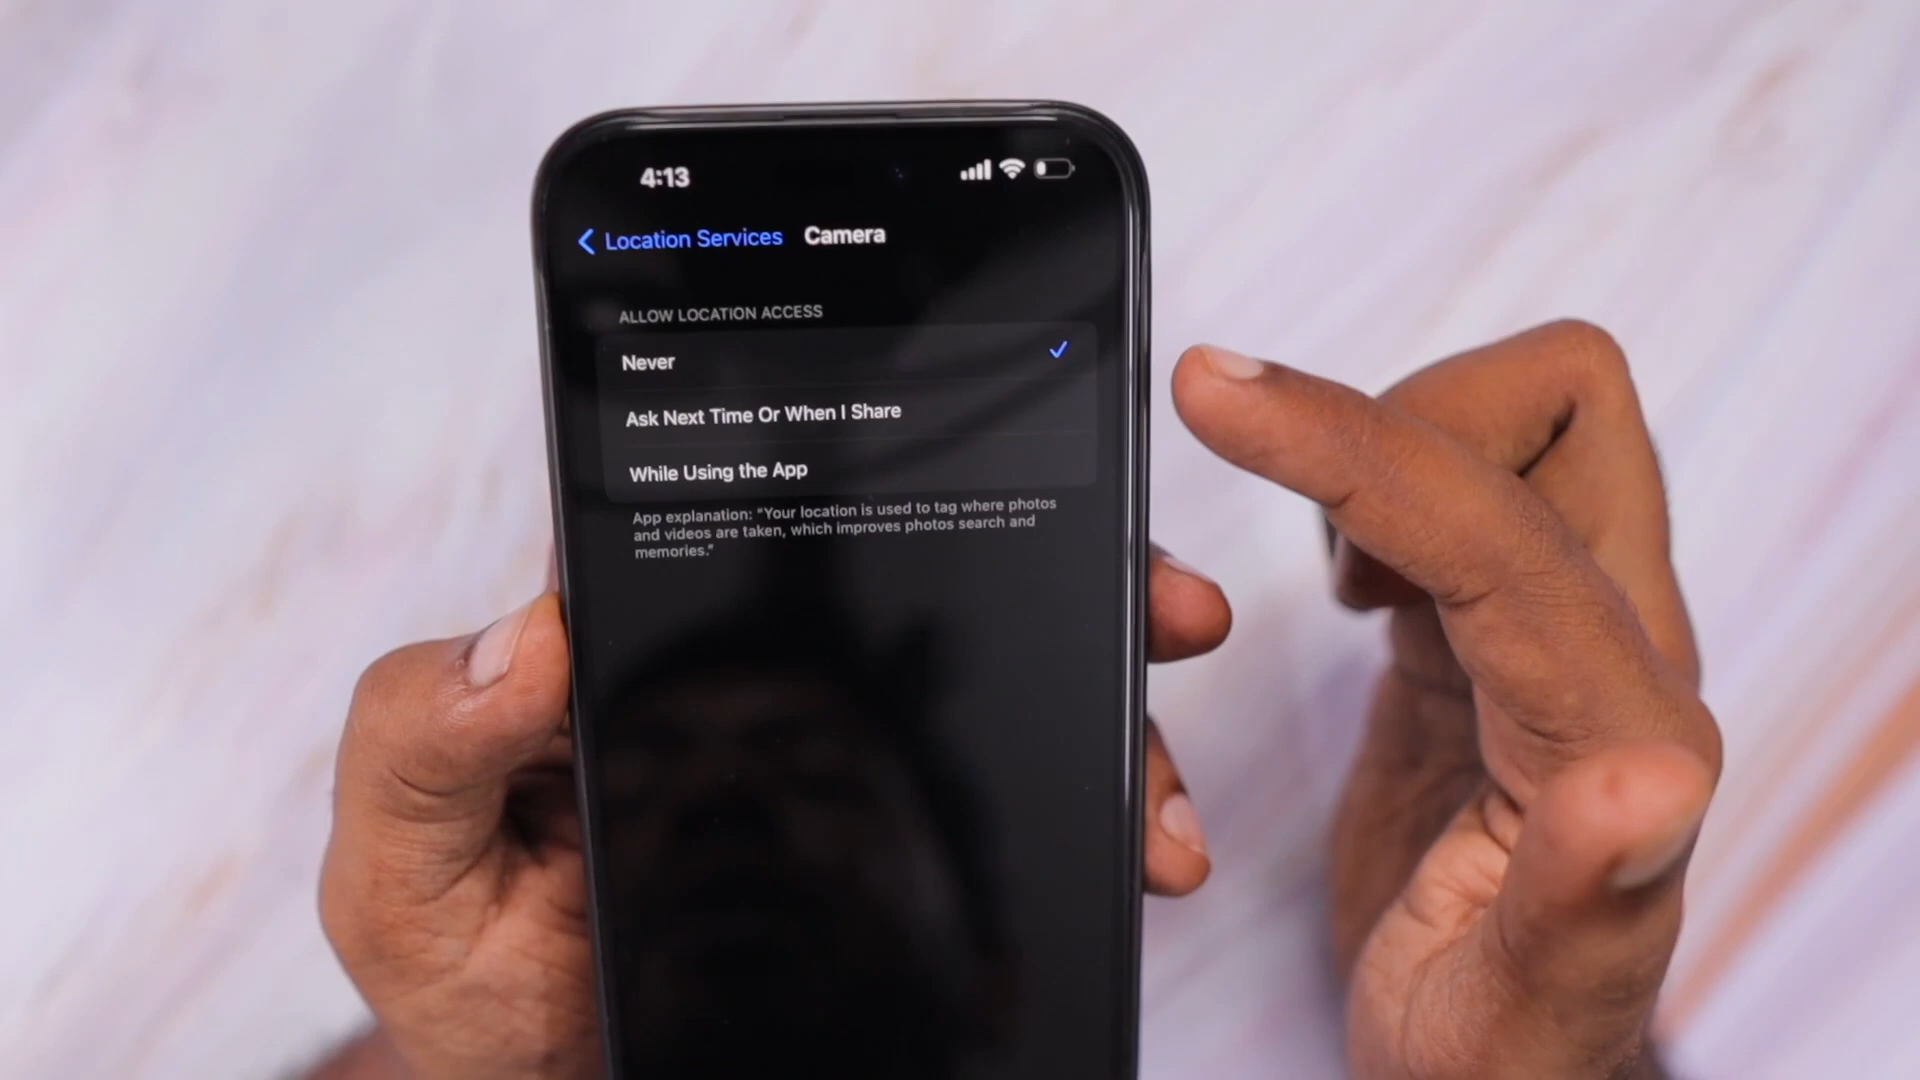 4:13
Location Services
Camera
ALLOW LOCATION ACCESS
Never
Ask Next Time Or When I Share
While Using the App
App explanation: “Your location is used to tag where photos
and videos are taken, which improves photos search and
memories.”